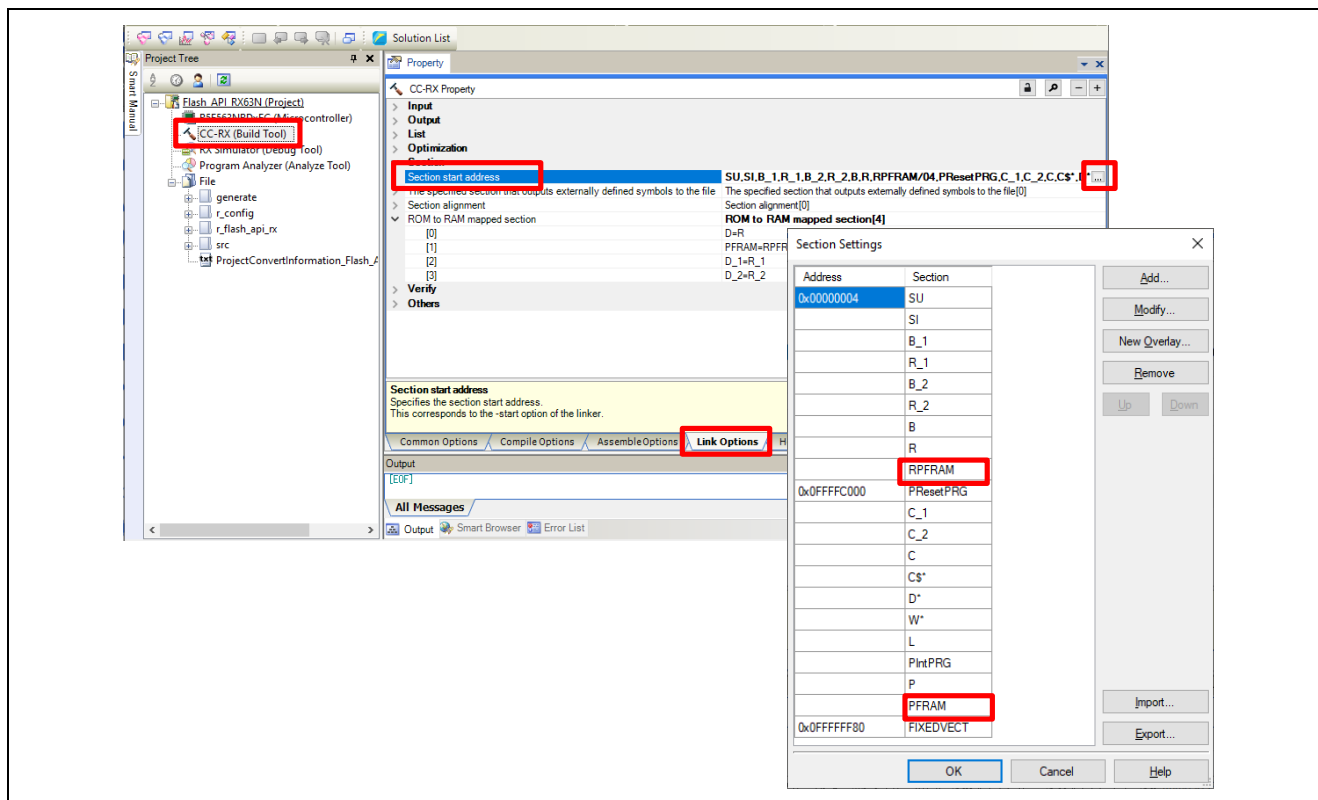 Solution List
Project Tree
Property
Smart Manual
CC-RX Property
Flash_API_RX63N (Project)
R5F563NBDxFC (Microcontroller)
CC-RX (Build Tool)
RX Simulator (Debug Tool)
Program Analyzer (Analyze Tool)
File
generate
r_config
r_flash_api_rx
src
ProjectConvertInformation_Flash_A
Input
Output
List
Optimization
Section
Section start address SU,SI,B_1,R_1,B_2,R_2,B,R,RPFRAM/04,PResetPRG,C_1,C_2,C,C$*,D* ...
The specified section that outputs externally defined symbols to the file The specified section that outputs externally defined symbols to the file[0]
Section alignment Section alignment[0]
ROM to RAM mapped section ROM to RAM mapped section[4]
[0] D=R
[1] PFRAM=RPFR
[2] D_1=R_1
[3] D_2=R_2
Verify
Others
Section start address
Specifies the section start address.
This corresponds to the -start option of the linker.
Common Options Compile Options Assemble Options Link Options H
Output
[EOF]
All Messages
Output Smart Browser Error List
Section Settings
Address Section
0x00000004 SU
SI
B_1
R_1
B_2
R_2
B
R
RPFRAM
0x0FFFFC000 PResetPRG
C_1
C_2
C
C$*
D*
W*
L
PIntPRG
P
PFRAM
0x0FFFFFF80 FIXEDVECT
Add...
Modify...
New Overlay...
Remove
Up Down
Import...
Export...
OK Cancel Help